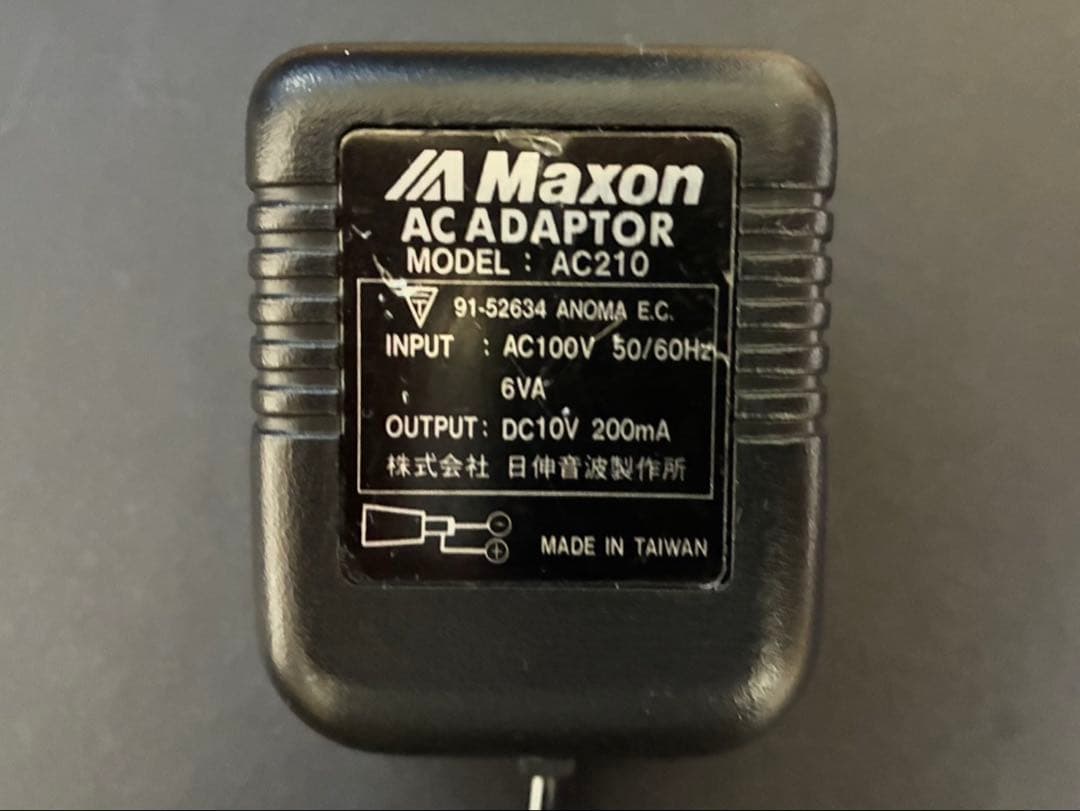 Maxon
AC ADAPTOR
MODEL : AC210
T 91-52634 ANOMA E.C.
INPUT : AC100V 50/60Hz
6VA
OUTPUT: DC10V 200mA
株式会社 日伸音波製作所
- +
MADE IN TAIWAN